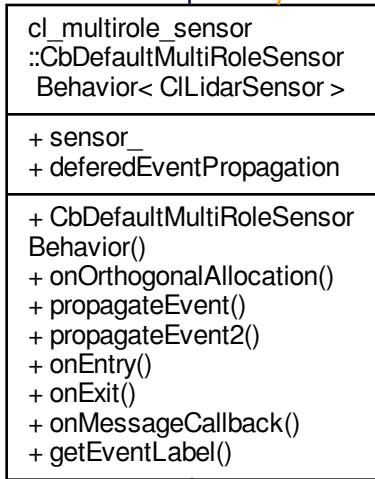 cl_multirole_sensor
::CbDefaultMultiRoleSensor
Behavior< ClLidarSensor >
+ sensor_
+ deferedEventPropagation
+ CbDefaultMultiRoleSensor
Behavior()
+ onOrthogonalAllocation()
+ propagateEvent()
+ propagateEvent2()
+ onEntry()
+ onExit()
+ onMessageCallback()
+ getEventLabel()